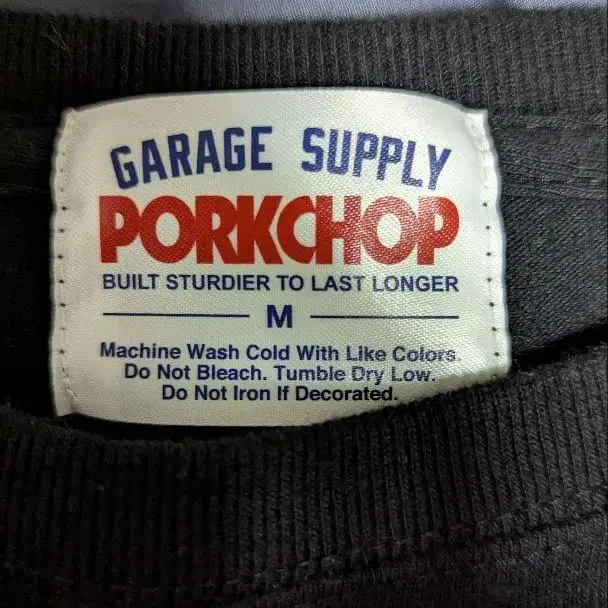 GARAGE SUPPLY
PORKCHOP
BUILT STURDIER TO LAST LONGER
M
Machine Wash Cold With Like Colors.
Do Not Bleach. Tumble Dry Low.
Do Not Iron If Decorated.